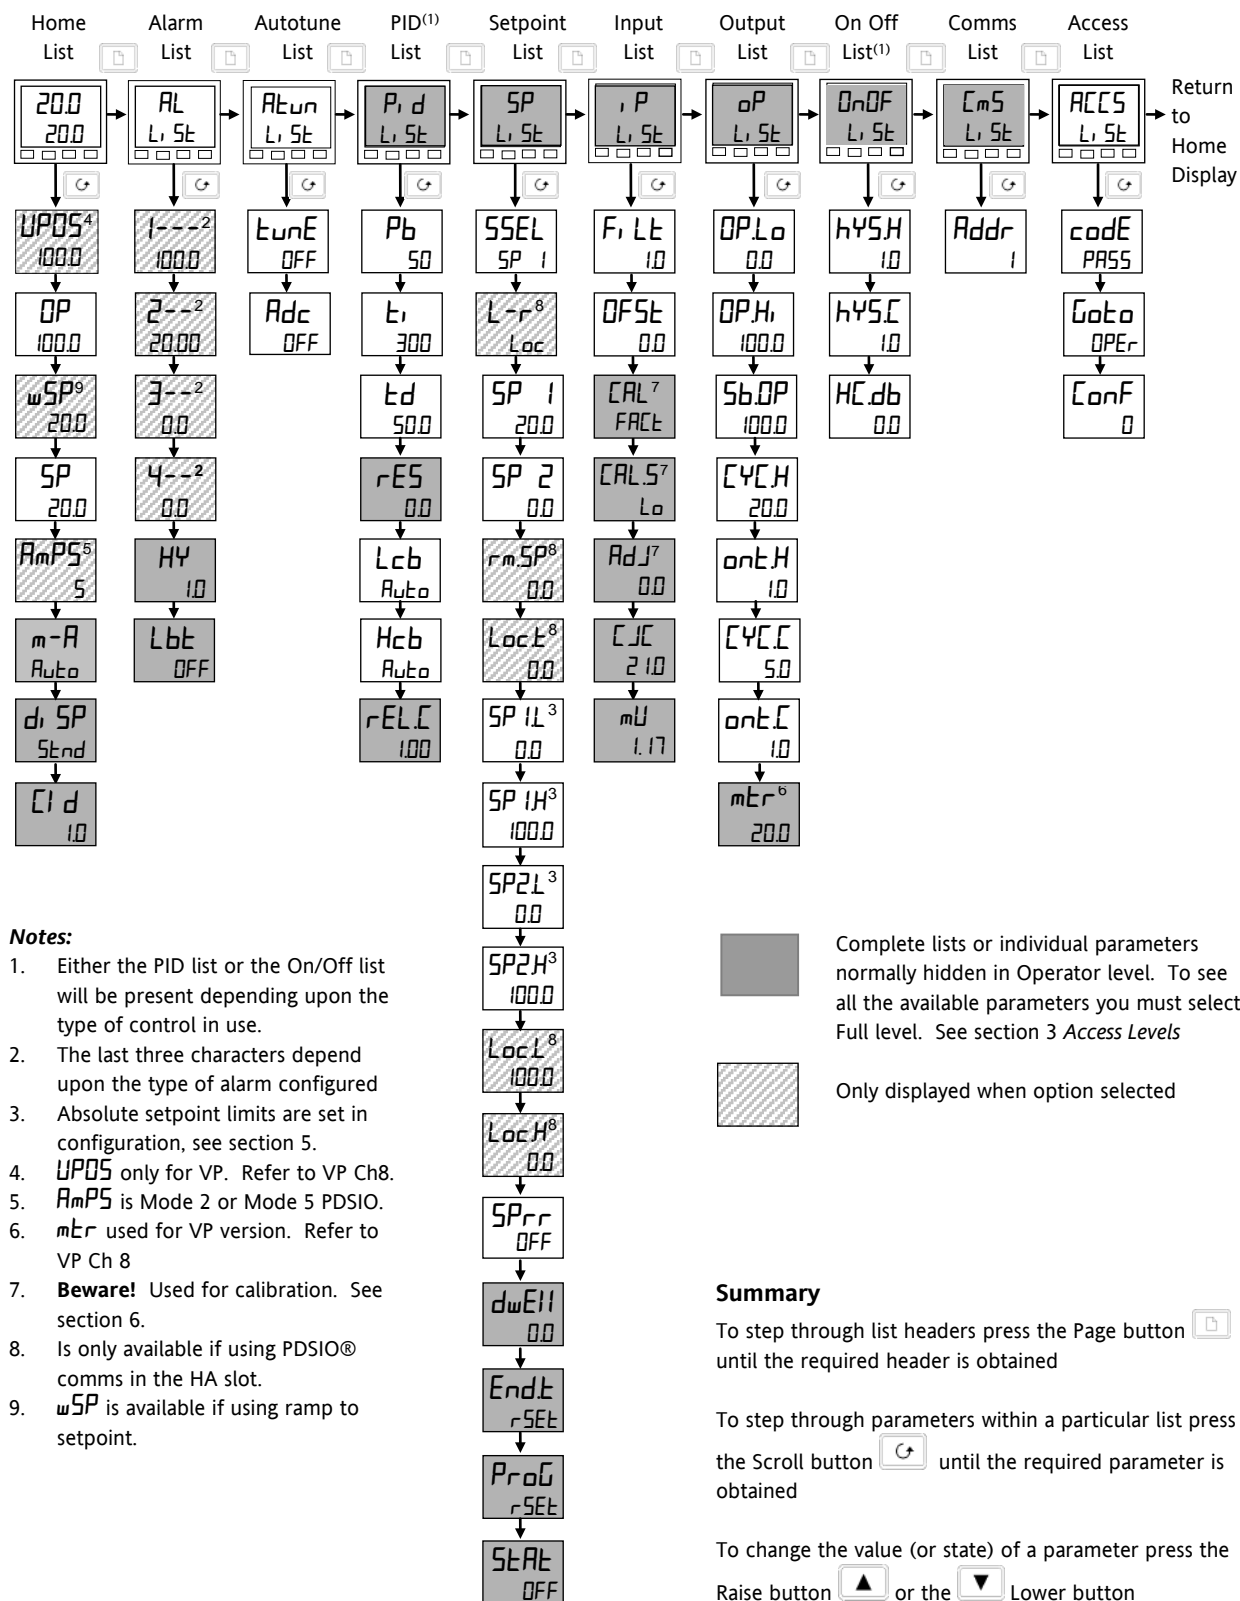 Home Alarm Autotune PID(1) Setpoint Input Output On Off Comms Access
List List List List List List List List(1) List List
20.0 AL Atun Pid SP iP oP OnOF CmS ACCS
20.0 LiSt LiSt LiSt LiSt LiSt LiSt LiSt LiSt LiSt
Return
to
Home
Display
VPOS4 1---2 tunE Pb SSEL FiLt OP.Lo hYS.H Addr codE
100.0 100.0 OFF 50 SP 1 1.0 0.0 1.0 1 PASS
OP 2--2 Adc ti L-r8 OFSt OP.Hi hYS.C Goto
100.0 20.00 OFF 300 Loc 0.0 100.0 1.0 OPEr
wSP9 3--2 td SP 1 CAL7 Sb.OP HC.db ConF
20.0 0.0 50.0 20.0 FACt 100.0 0.0 0
SP 4--2 rES SP 2 CAL.S7 CYC.H
20.0 0.0 0.0 0.0 Lo 20.0
AmPS5 HY Lcb rm.SP8 AdJ7 ont.H
5 1.0 Auto 0.0 0.0 1.0
m-A Lbt Hcb Loc.t8 CJC CYC.C
Auto OFF Auto 0.0 21.0 5.0
diSP rEL.C SP1.L3 mV ont.C
Stnd 1.00 0.0 1.17 1.0
CId SP1.H3 mtr6
1.0 100.0 20.0
SP2.L3
0.0
SP2.H3
100.0
Loc.L8
100.0
Loc.H8
0.0
SPrr
OFF
dwEll
0.0
End.t
rSEt
ProG
rSEt
StAt
OFF
Notes:
1. Either the PID list or the On/Off list
will be present depending upon the
type of control in use.
2. The last three characters depend
upon the type of alarm configured
3. Absolute setpoint limits are set in
configuration, see section 5.
4. VPOS only for VP. Refer to VP Ch8.
5. AmPS is Mode 2 or Mode 5 PDSIO.
6. mtr used for VP version. Refer to
VP Ch 8
7. Beware! Used for calibration. See
section 6.
8. Is only available if using PDSIO®
comms in the HA slot.
9. wSP is available if using ramp to
setpoint.
Complete lists or individual parameters
normally hidden in Operator level. To see
all the available parameters you must select
Full level. See section 3 Access Levels
Only displayed when option selected
Summary
To step through list headers press the Page button
until the required header is obtained
To step through parameters within a particular list press
the Scroll button until the required parameter is
obtained
To change the value (or state) of a parameter press the
Raise button or the Lower button